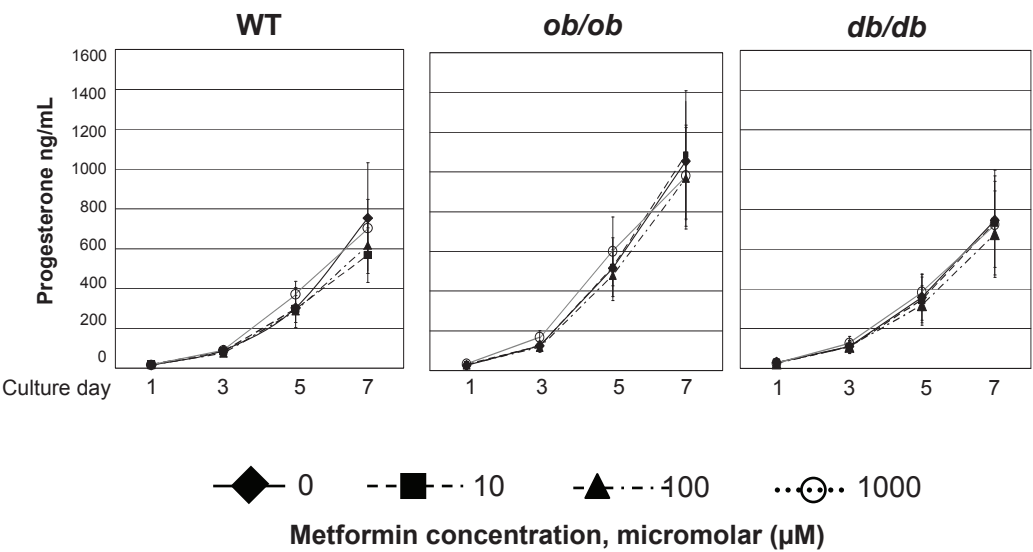 WT ob/ob db/db
1600
1400
1200
1000
800
600
400
200
0
Progesterone ng/mL
Culture day 1 3 5 7 1 3 5 7 1 3 5 7
0 10 100 1000
Metformin concentration, micromolar (μM)